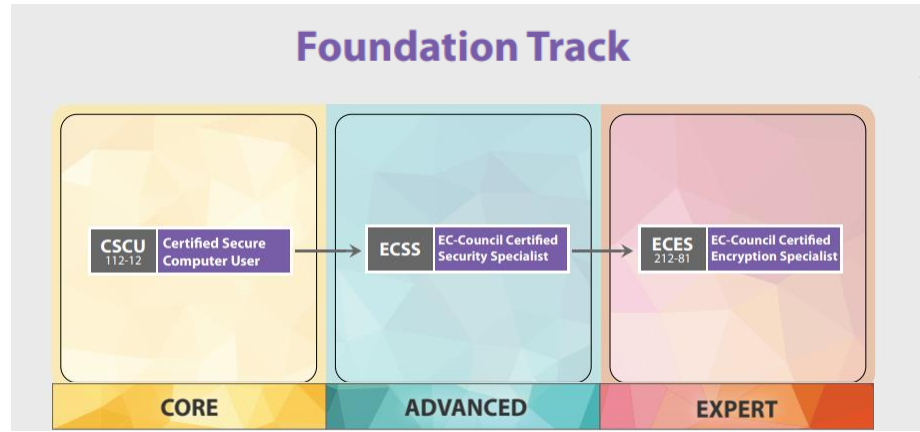 Foundation Track
CSCU
112-12
Certified Secure
Computer User
ECSS
EC-Council Certified
Security Specialist
ECES
212-81
EC-Council Certified
Encryption Specialist
CORE
ADVANCED
EXPERT